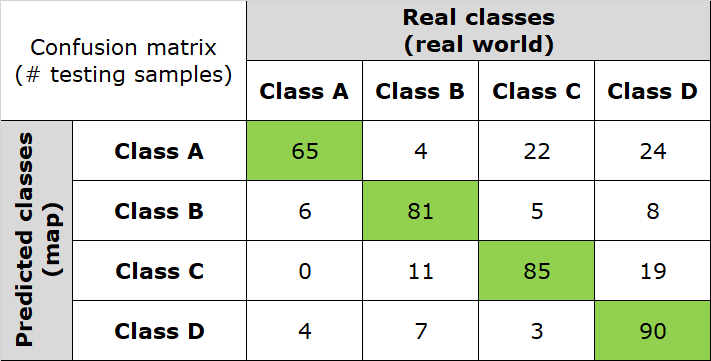 Confusion matrix
(# testing samples)
Real classes
(real world)
Class A Class B Class C Class D
Predicted classes
(map)
Class A 65 4 22 24
Class B 6 81 5 8
Class C 0 11 85 19
Class D 4 7 3 90